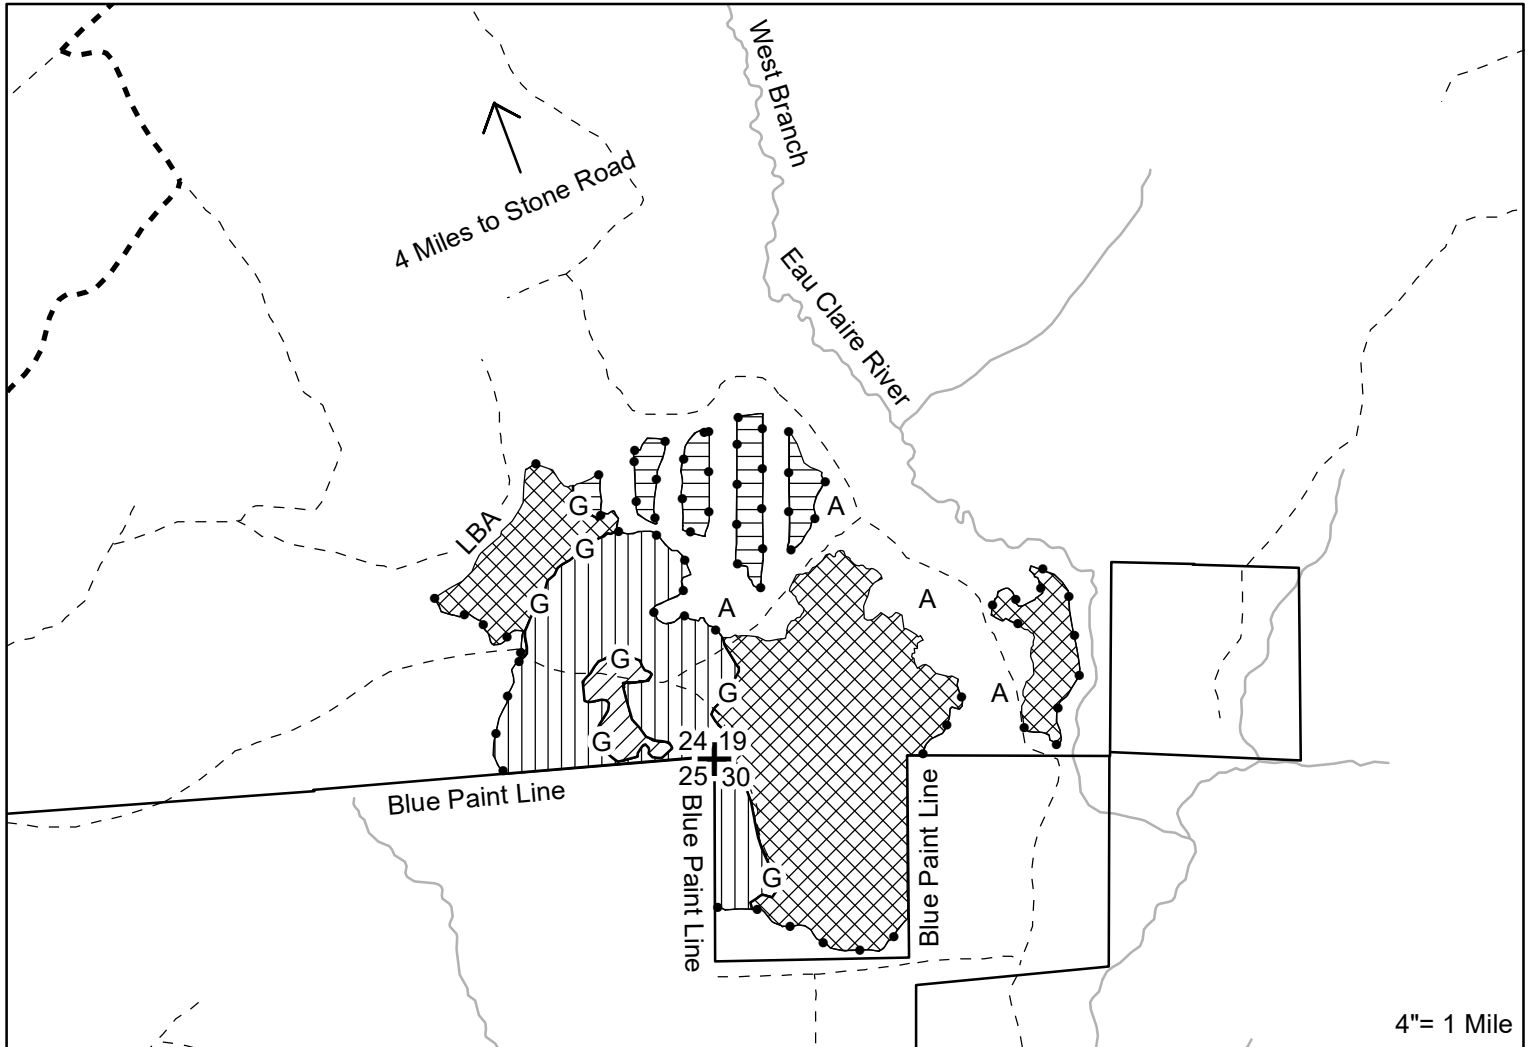 West Branch
4 Miles to Stone Road
Eau Claire River
LBA
G
A
G
G
A
A
G
G
A
G
24 19
25 30
Blue Paint Line
Blue Paint Line
Blue Paint Line
G
4"= 1 Mile